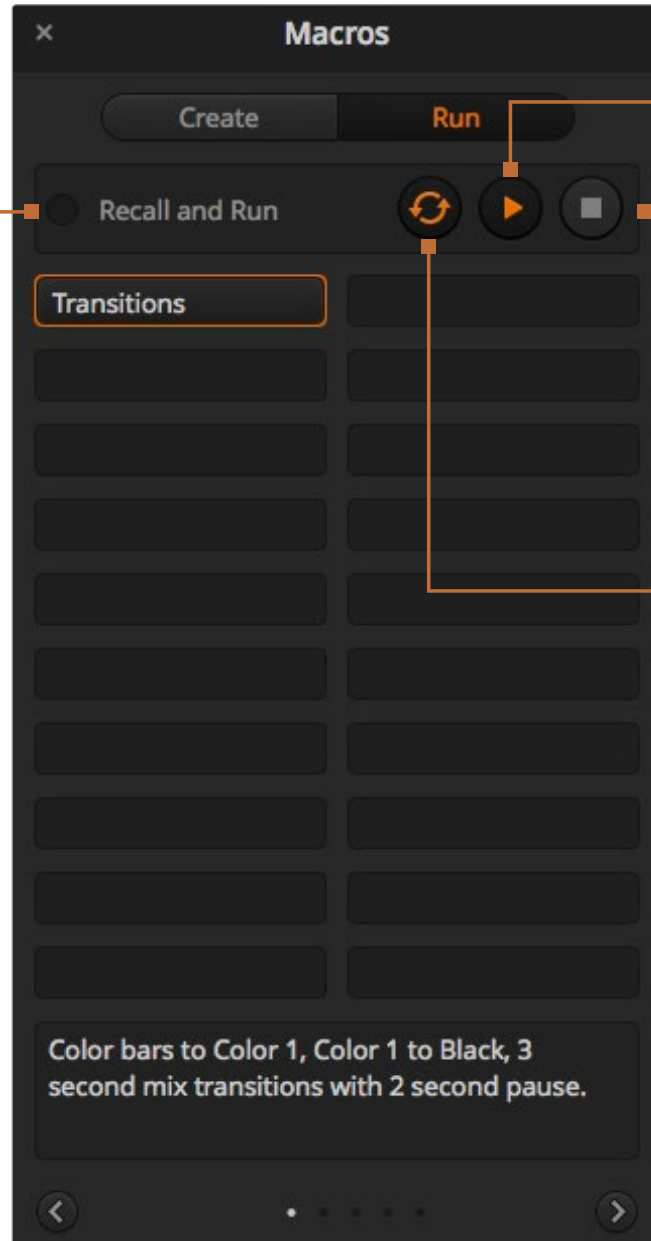 Macros
Create Run
Recall and Run
Transitions
Color bars to Color 1, Color 1 to Black, 3
second mix transitions with 2 second pause.